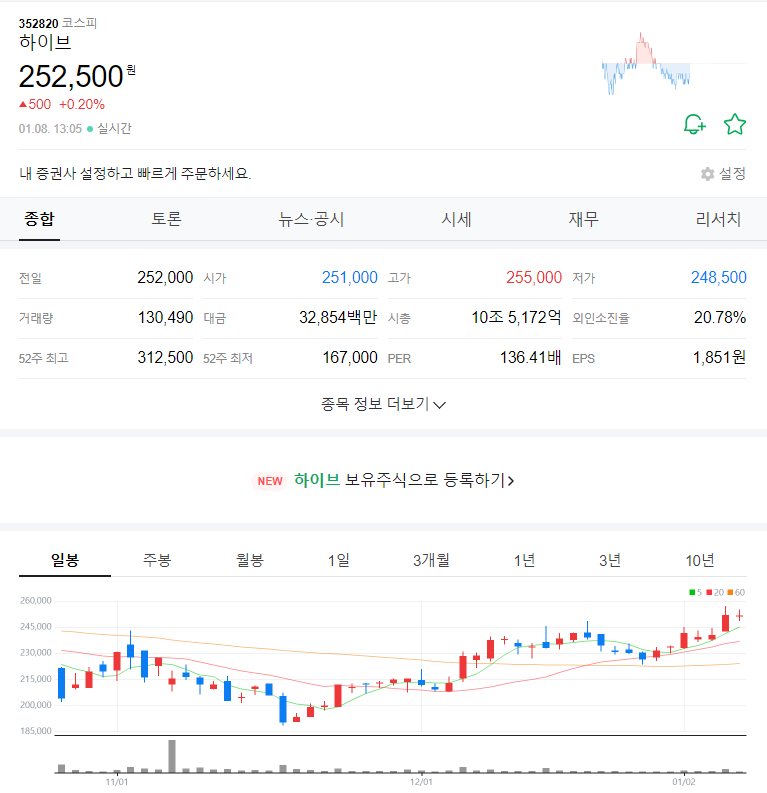 352820 코스피
하이브
252,500원
▲500 +0.20%
01.08. 13:05 실시간
내 증권사 설정하고 빠르게 주문하세요. 설정
종합 토론 뉴스·공시 시세 재무 리서치
전일 252,000 시가 251,000 고가 255,000 저가 248,500
거래량 130,490 대금 32,854백만 시총 10조 5,172억 외인소진율 20.78%
52주 최고 312,500 52주 최저 167,000 PER 136.41배 EPS 1,851원
종목 정보 더보기
NEW 하이브 보유주식으로 등록하기
일봉 주봉 월봉 1일 3개월 1년 3년 10년
5 20 60
260,000
245,000
230,000
215,000
200,000
185,000
11/01 12/01 01/02